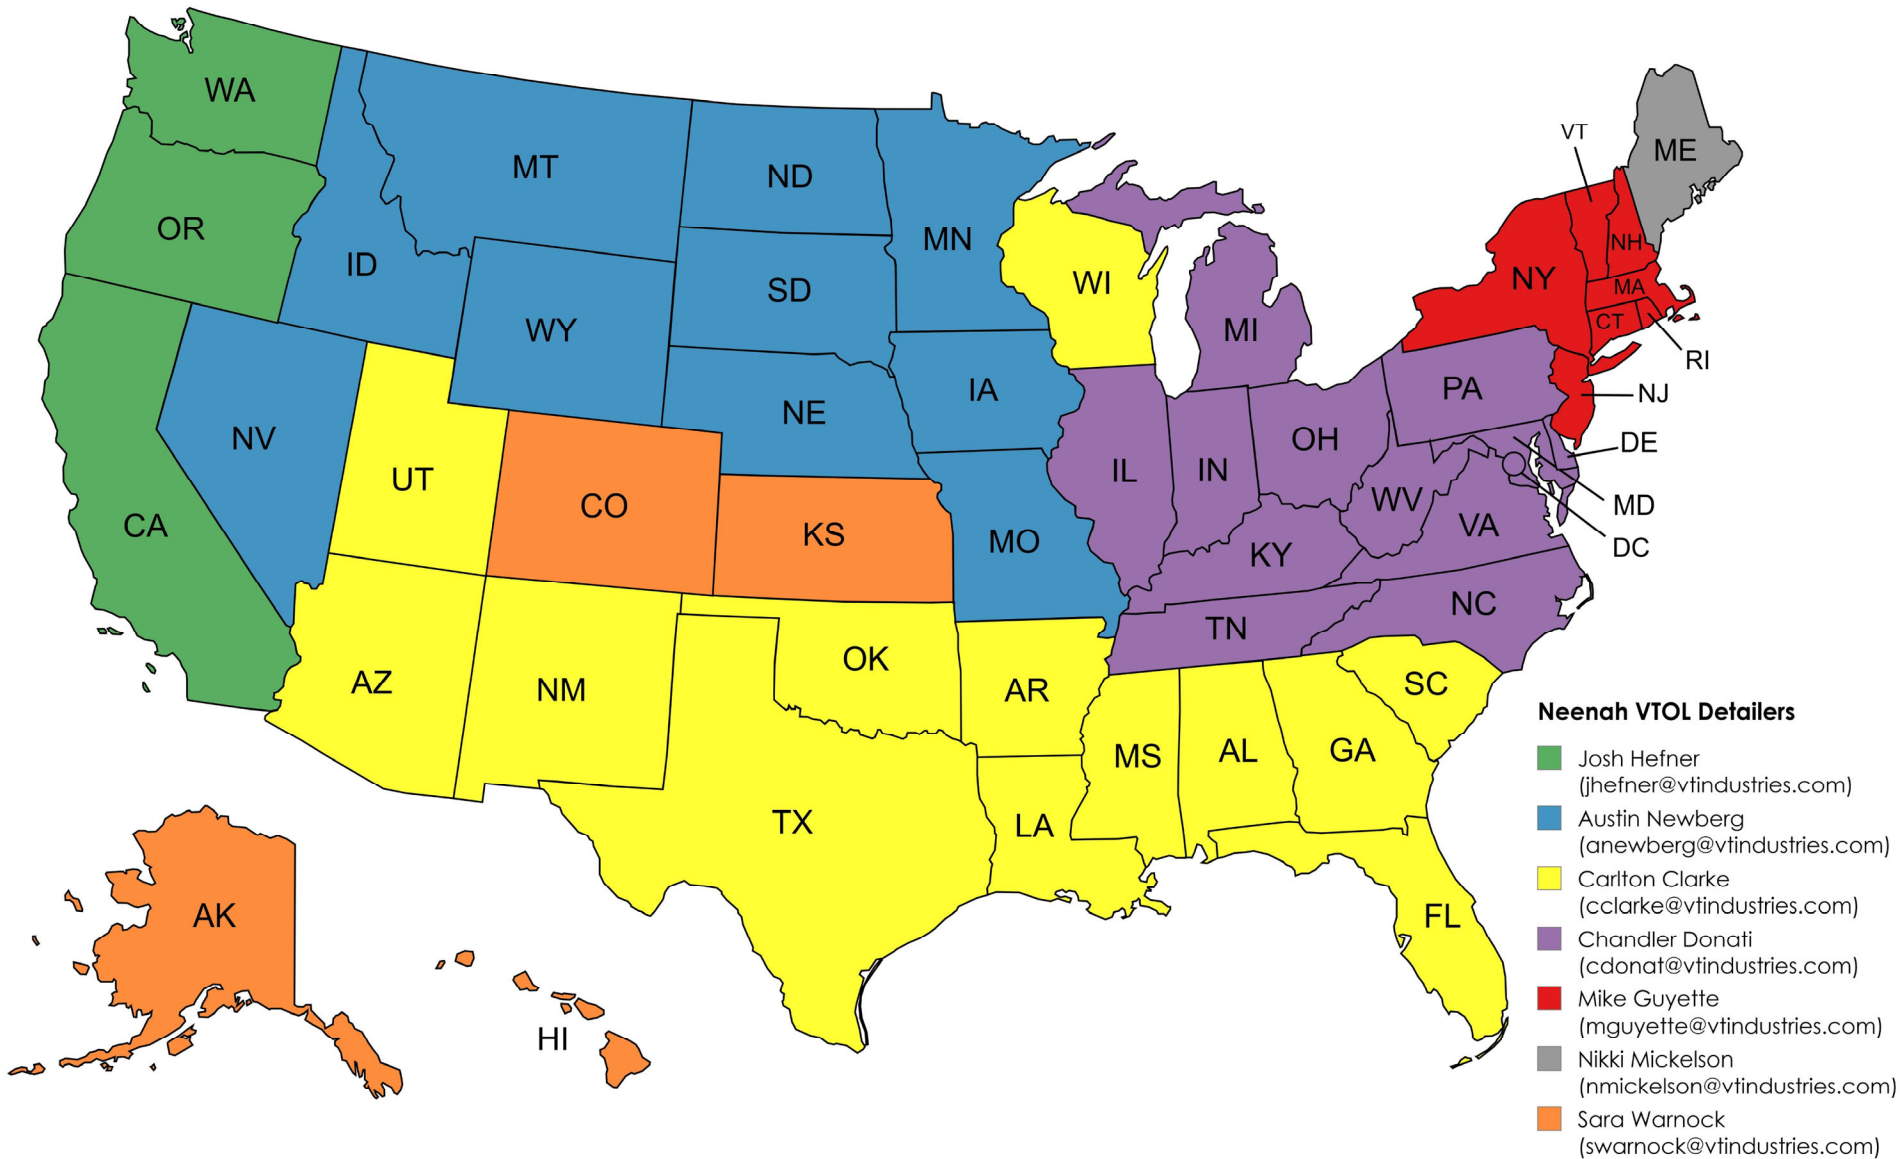 WA
OR
CA
ID
NV
MT
WY
UT
AZ
CO
NM
ND
SD
NE
KS
OK
TX
MN
IA
MO
AR
LA
WI
IL
MI
IN
OH
KY
TN
MS
AL
GA
FL
SC
NC
VA
WV
PA
NY
VT
NH
ME
MA
CT
RI
NJ
DE
MD
DC
AK
HI
Neenah VTOL Detailers
Josh Hefner
(jhefner@vtindustries.com)
Austin Newberg
(anewberg@vtindustries.com)
Carlton Clarke
(cclarke@vtindustries.com)
Chandler Donati
(cdonat@vtindustries.com)
Mike Guyette
(mguyette@vtindustries.com)
Nikki Mickelson
(nmickelson@vtindustries.com)
Sara Warnock
(swarnock@vtindustries.com)